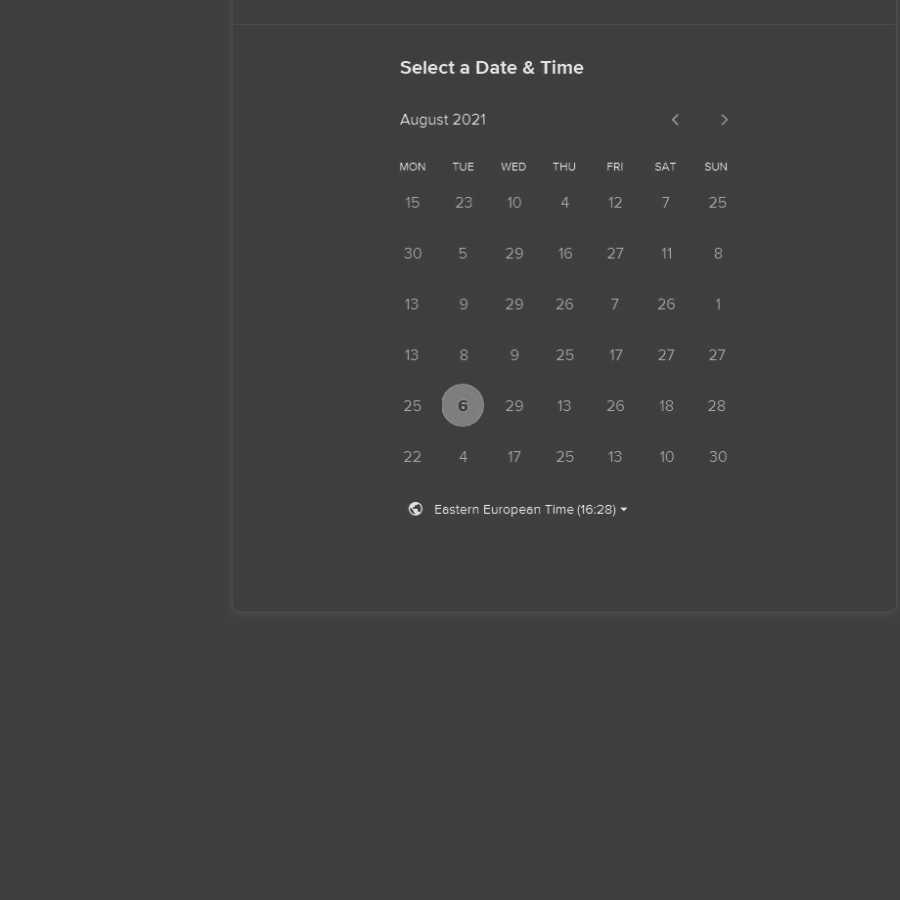 Select a Date & Time
August 2021
MON TUE WED THU FRI SAT SUN
15 23 10 4 12 7 25
30 5 29 16 27 11 8
13 9 29 26 7 26 1
13 8 9 25 17 27 27
25 6 29 13 26 18 28
22 4 17 25 13 10 30
Eastern European Time (16:28)